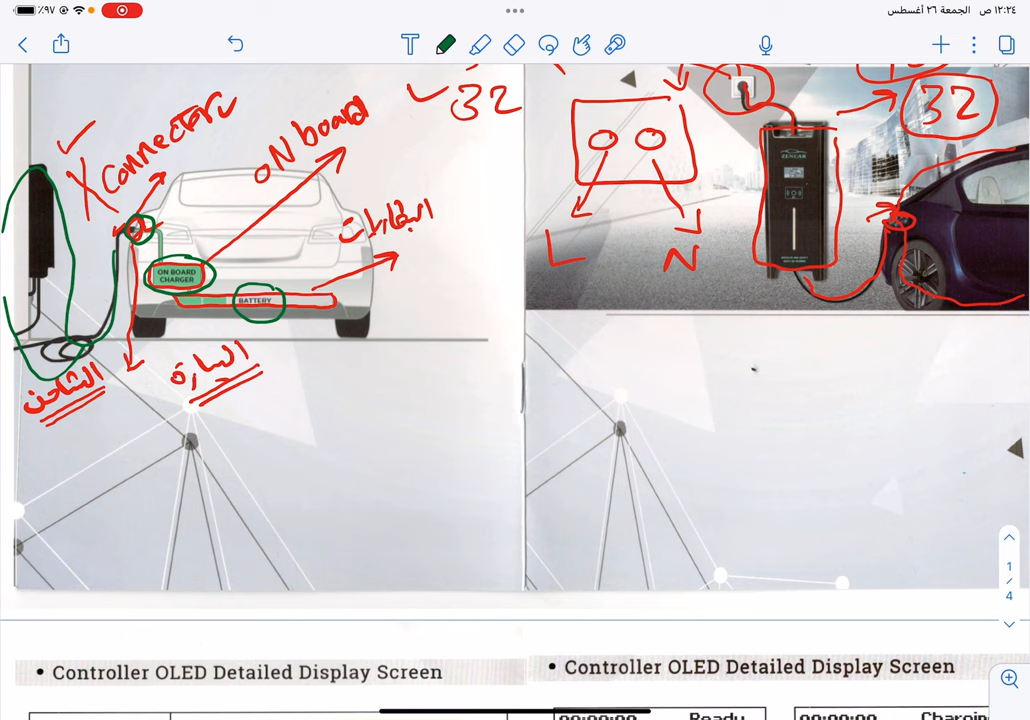 ٪٩٧
١٢:٢٤ ص الجمعة ٢٦ أغسطس
X Connector
ON board
32
32
البطاريات
ON BOARD
CHARGER
BATTERY
الشاحن
السيارة
L
N
ZENCAR
1
/
4
• Controller OLED Detailed Display Screen
• Controller OLED Detailed Display Screen
00:00:00 Ready
00:00:00 Charging